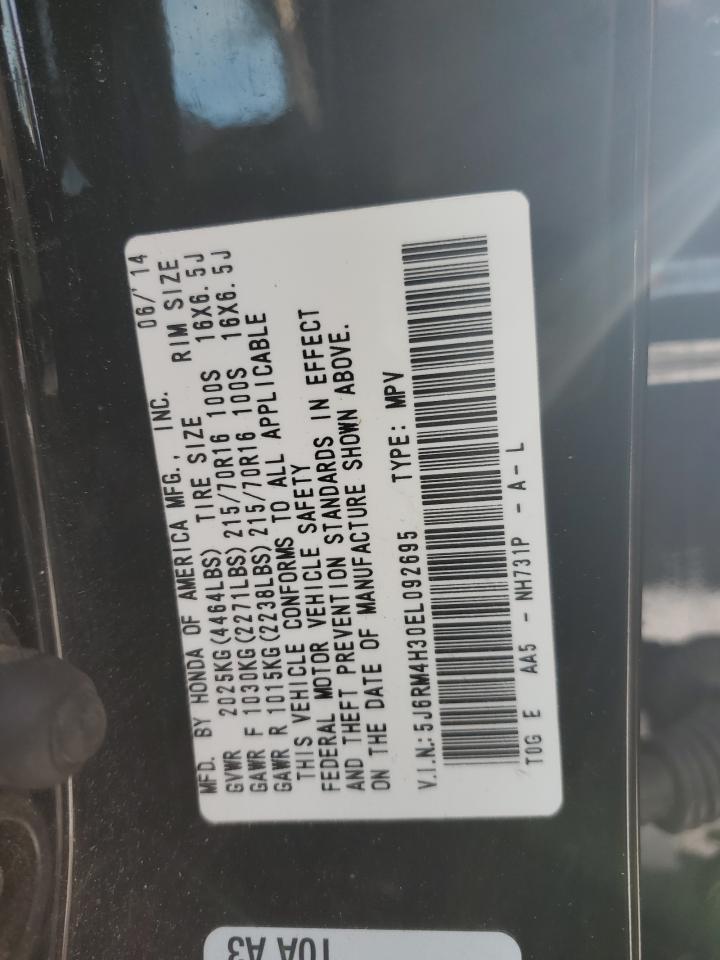 MFD. BY HONDA OF AMERICA MFG., INC. 06/'14
GVWR 2025KG(4464LBS) TIRE SIZE RIM SIZE
GAWR F 1030KG(2271LBS) 215/70R16 100S 16X6.5J
GAWR R 1015KG(2238LBS) 215/70R16 100S 16X6.5J
THIS VEHICLE CONFORMS TO ALL APPLICABLE
FEDERAL MOTOR VEHICLE SAFETY
AND THEFT PREVENTION STANDARDS IN EFFECT
ON THE DATE OF MANUFACTURE SHOWN ABOVE.
V.I.N.: 5J6RM4H30EL092695 TYPE: MPV
T0G E AA5 - NH731P - A - L
T0A A3